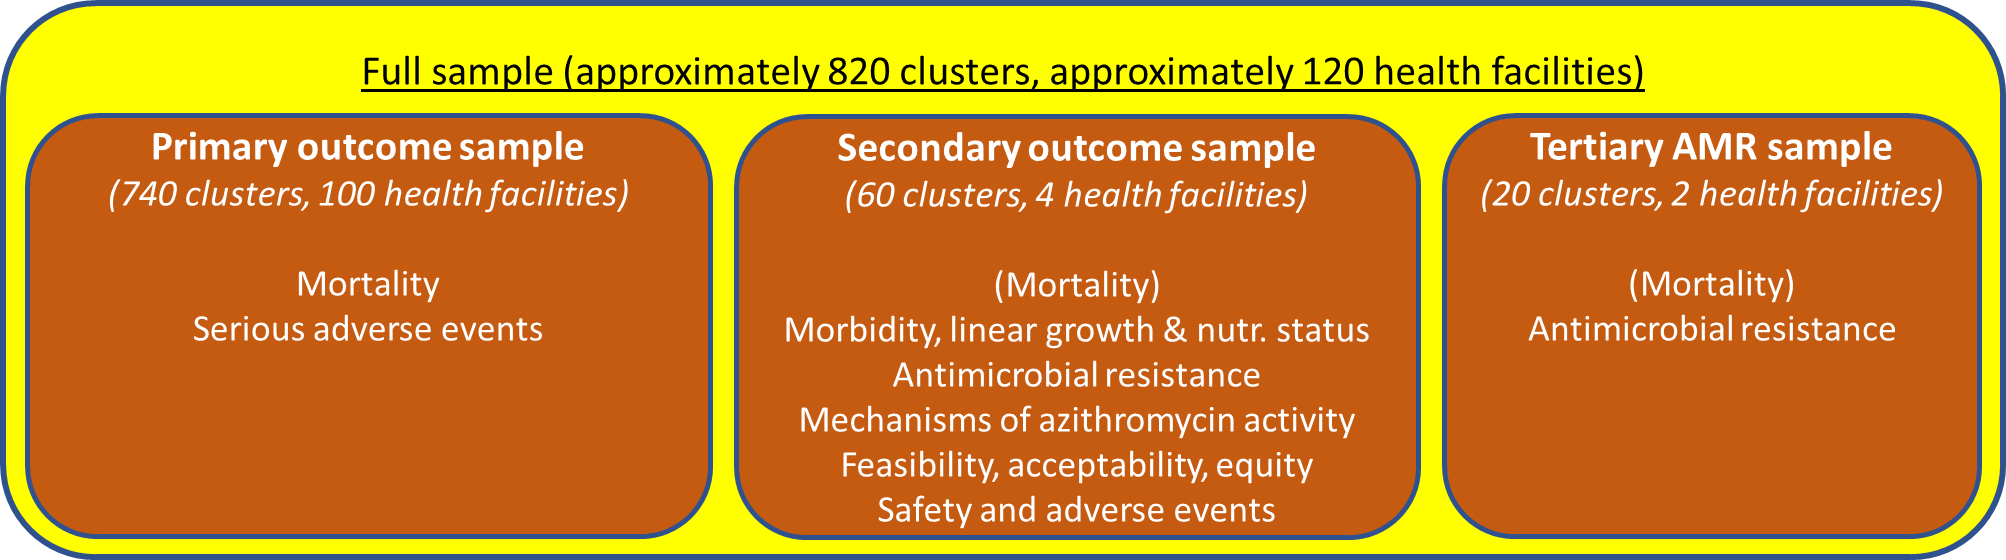 Full sample (approximately 820 clusters, approximately 120 health facilities)
Primary outcome sample
(740 clusters, 100 health facilities)
Mortality
Serious adverse events
Secondary outcome sample
(60 clusters, 4 health facilities)
(Mortality)
Morbidity, linear growth & nutr. status
Antimicrobial resistance
Mechanisms of azithromycin activity
Feasibility, acceptability, equity
Safety and adverse events
Tertiary AMR sample
(20 clusters, 2 health facilities)
(Mortality)
Antimicrobial resistance